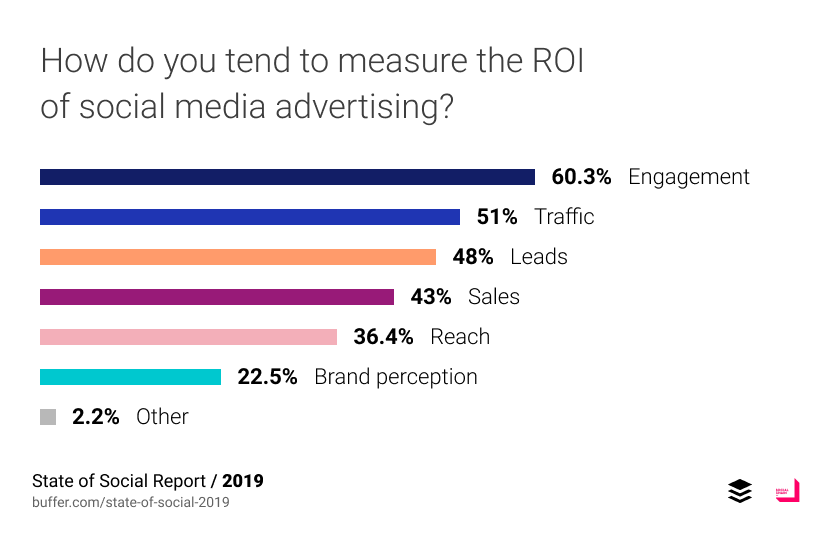 How do you tend to measure the ROI
of social media advertising?
60.3% Engagement
51% Traffic
48% Leads
43% Sales
36.4% Reach
22.5% Brand perception
2.2% Other
State of Social Report / 2019
buffer.com/state-of-social-2019